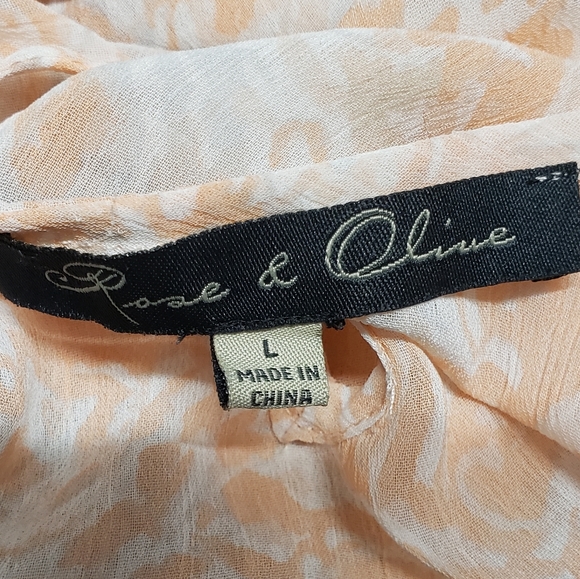 Rose & Olive
L
MADE IN
CHINA